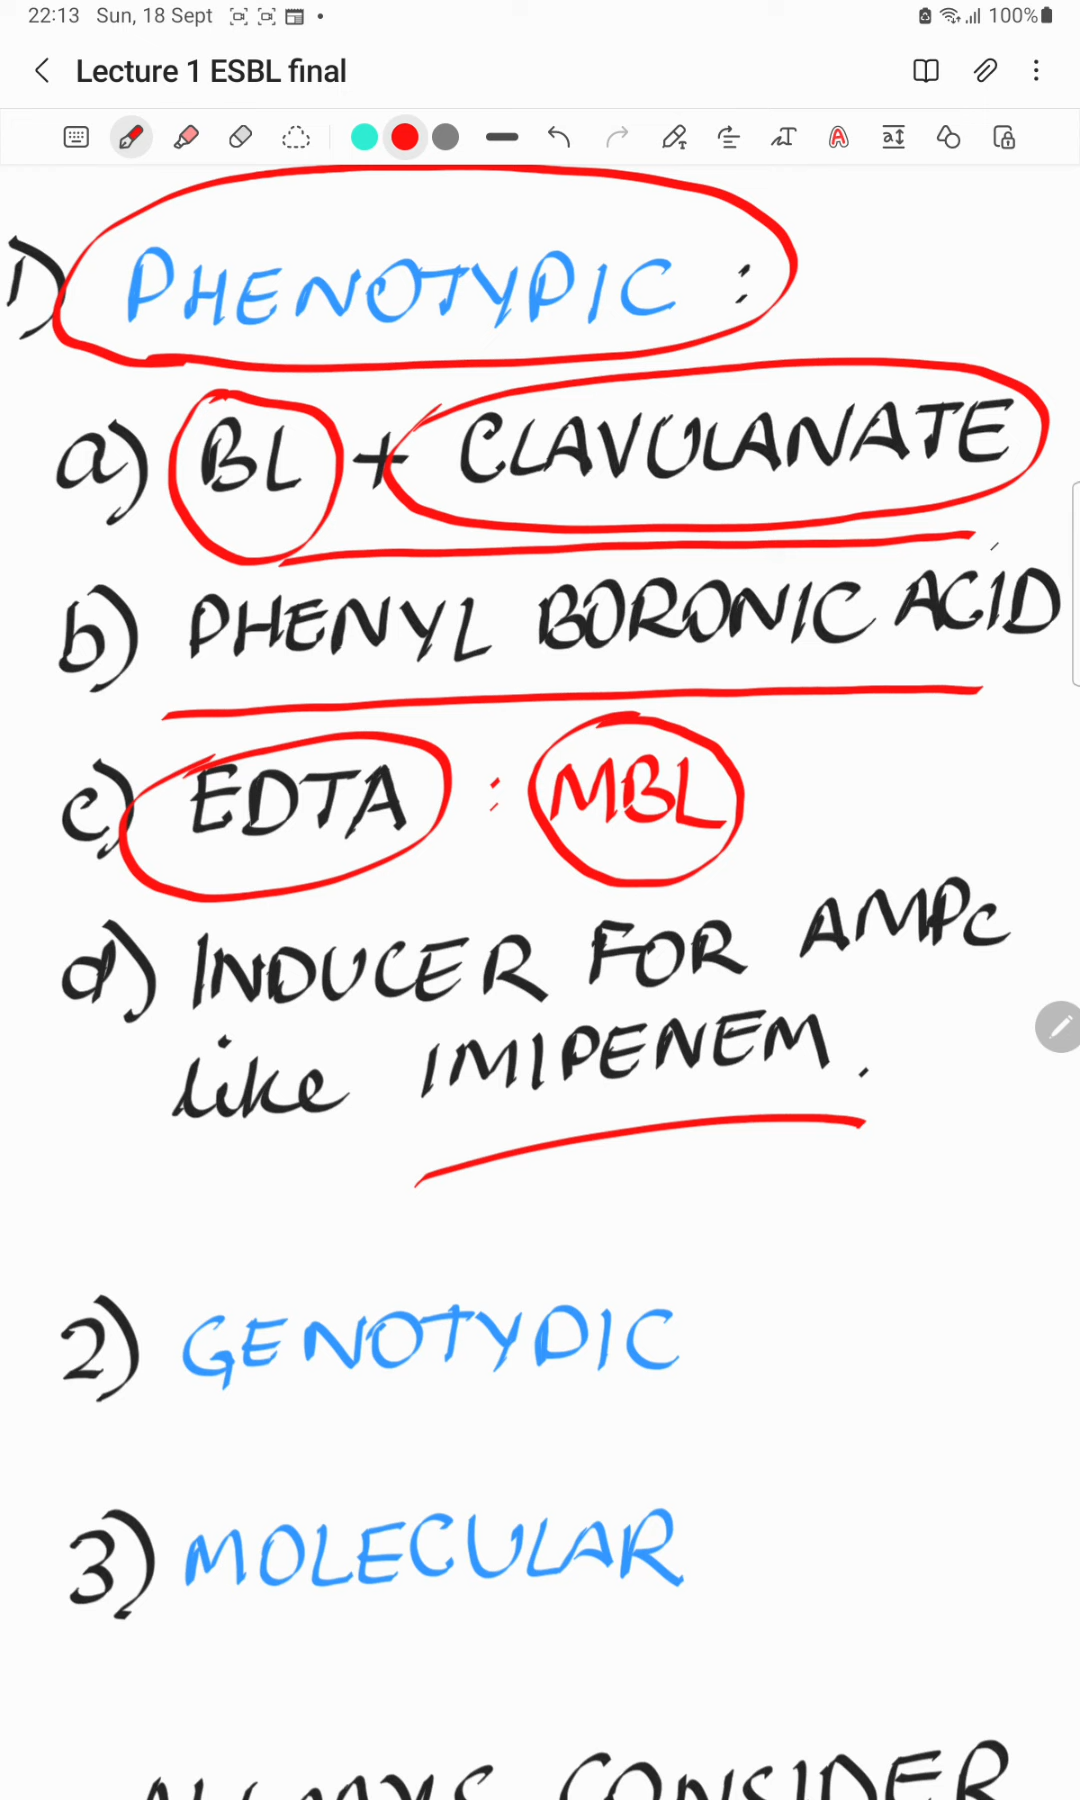 22:13 Sun, 18 Sept 100%
Lecture 1 ESBL final
1) PHENOTYPIC :
a) BL + CLAVULANATE
b) PHENYL BORONIC ACID
c) EDTA : MBL
d) INDUCER FOR AMPc
like IMIPENEM.
2) GENOTYPIC
3) MOLECULAR
CONSIDER